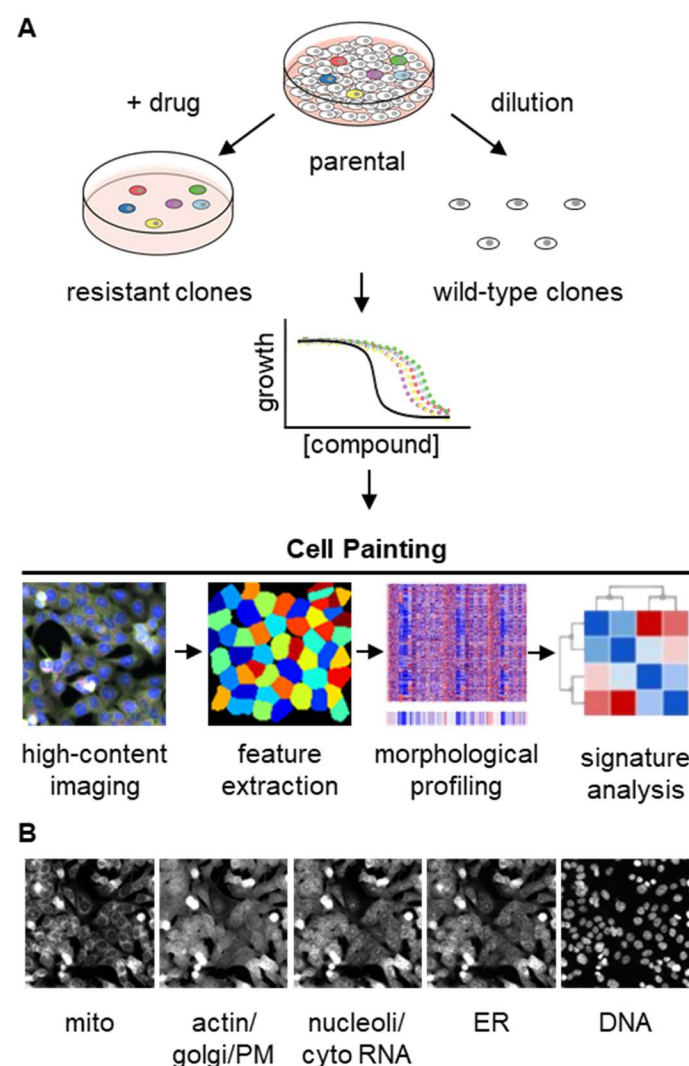 A
+ drug
dilution
parental
resistant clones
wild-type clones
growth
[compound]
Cell Painting
high-content
imaging
feature
extraction
morphological
profiling
signature
analysis
B
mito
actin/
golgi/PM
nucleoli/
cyto RNA
ER
DNA